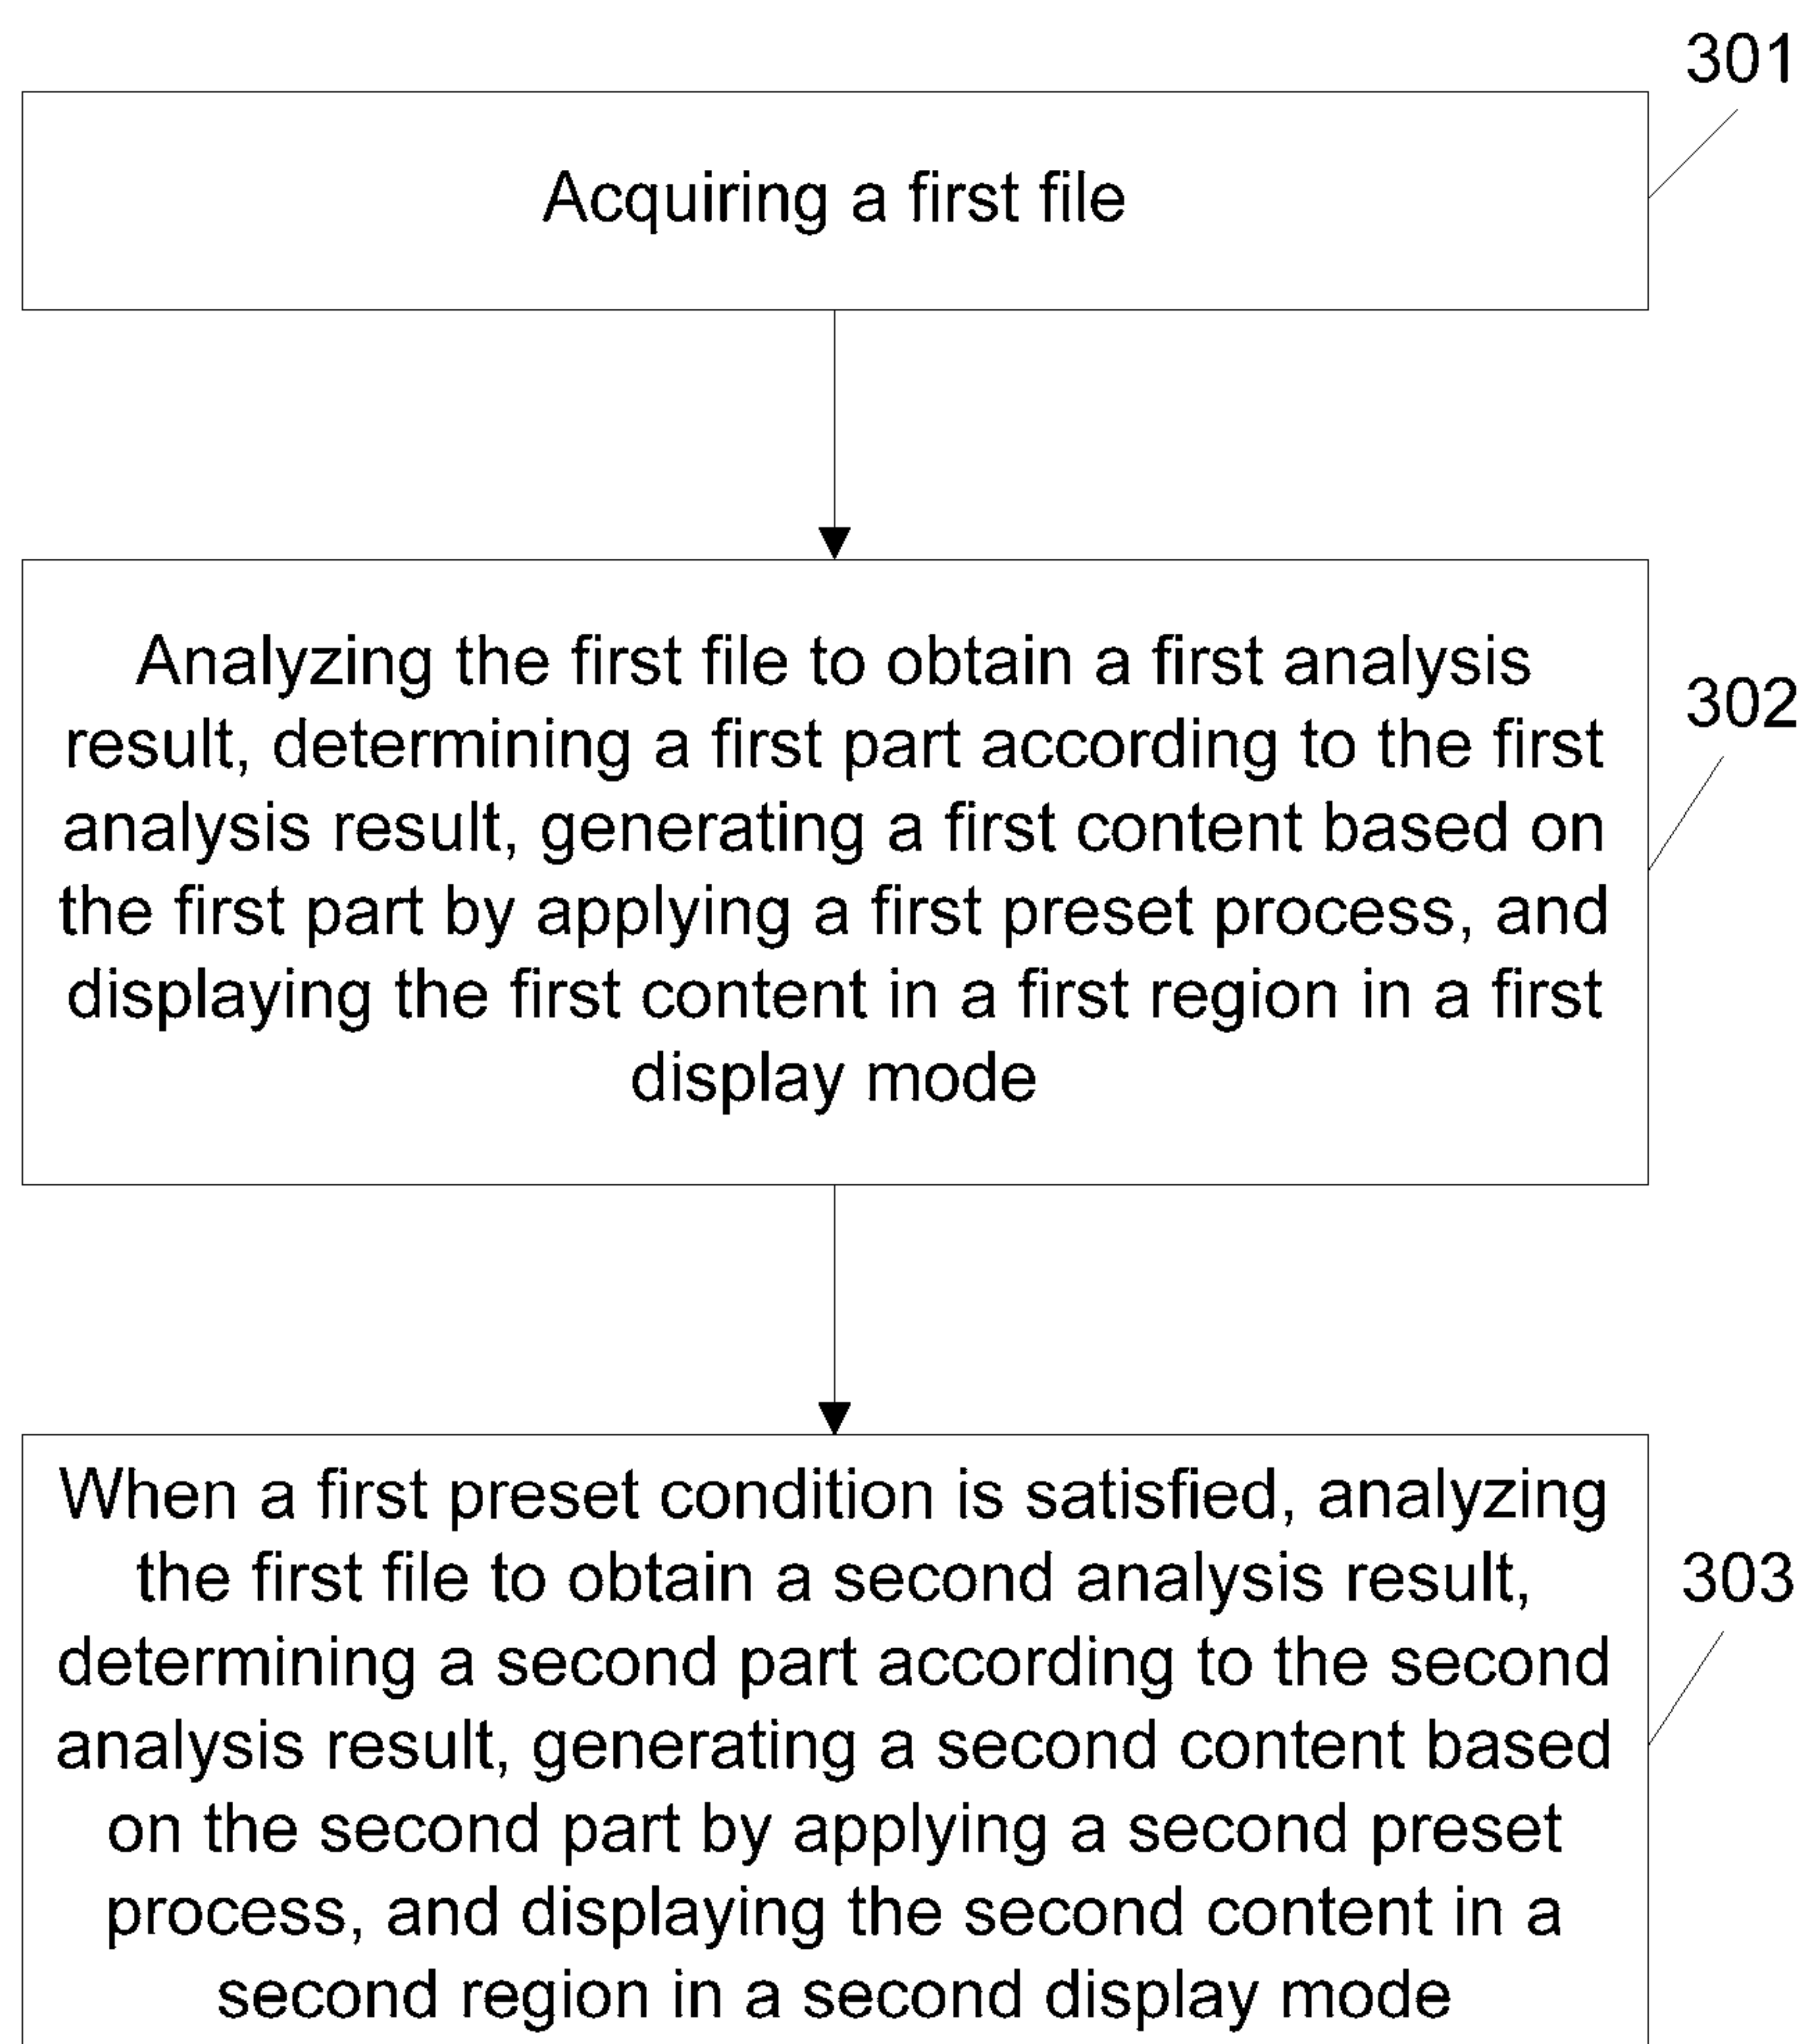 301
Acquiring a first file
Analyzing the first file to obtain a first analysis
result, determining a first part according to the first
analysis result, generating a first content based on
the first part by applying a first preset process, and
displaying the first content in a first region in a first
display mode
302
When a first preset condition is satisfied, analyzing
the first file to obtain a second analysis result,
determining a second part according to the second
analysis result, generating a second content based
on the second part by applying a second preset
process, and displaying the second content in a
second region in a second display mode
303